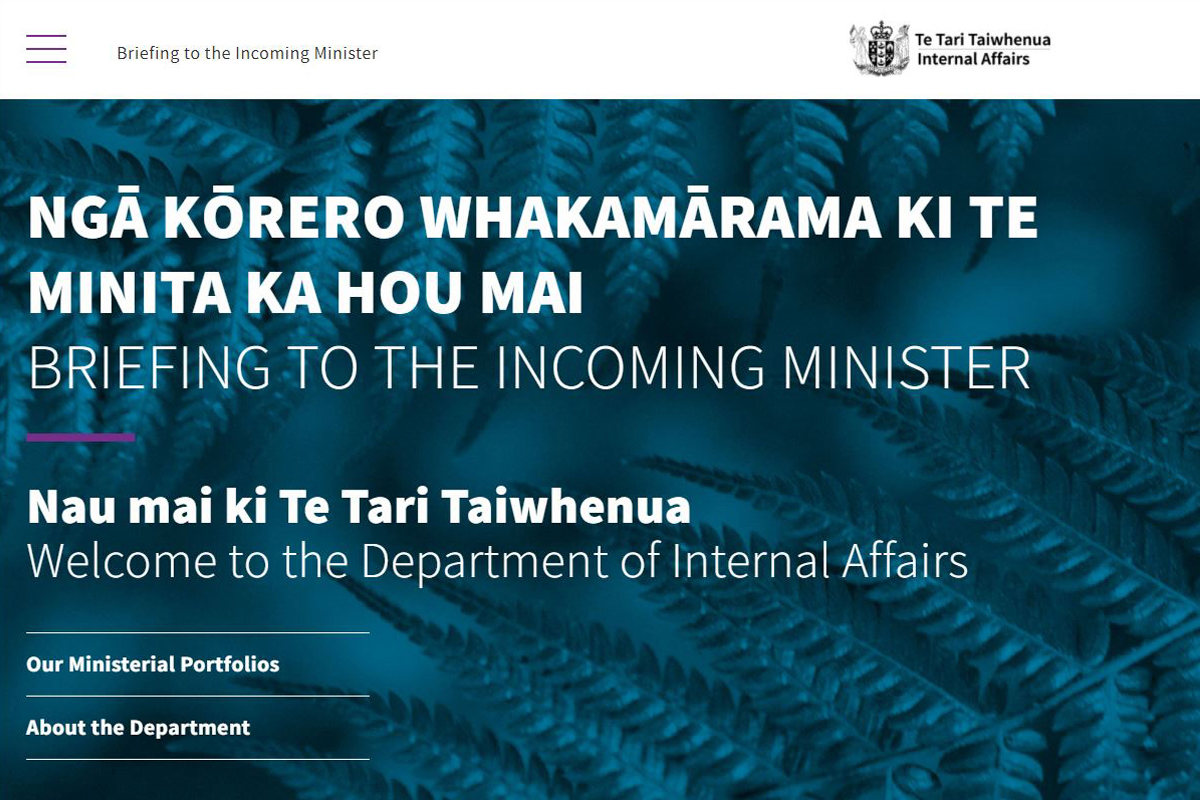 Briefing to the Incoming Minister
Te Tari Taiwhenua
Internal Affairs
NGĀ KŌRERO WHAKAMĀRAMA KI TE
MINITA KA HOU MAI
BRIEFING TO THE INCOMING MINISTER
Nau mai ki Te Tari Taiwhenua
Welcome to the Department of Internal Affairs
Our Ministerial Portfolios
About the Department